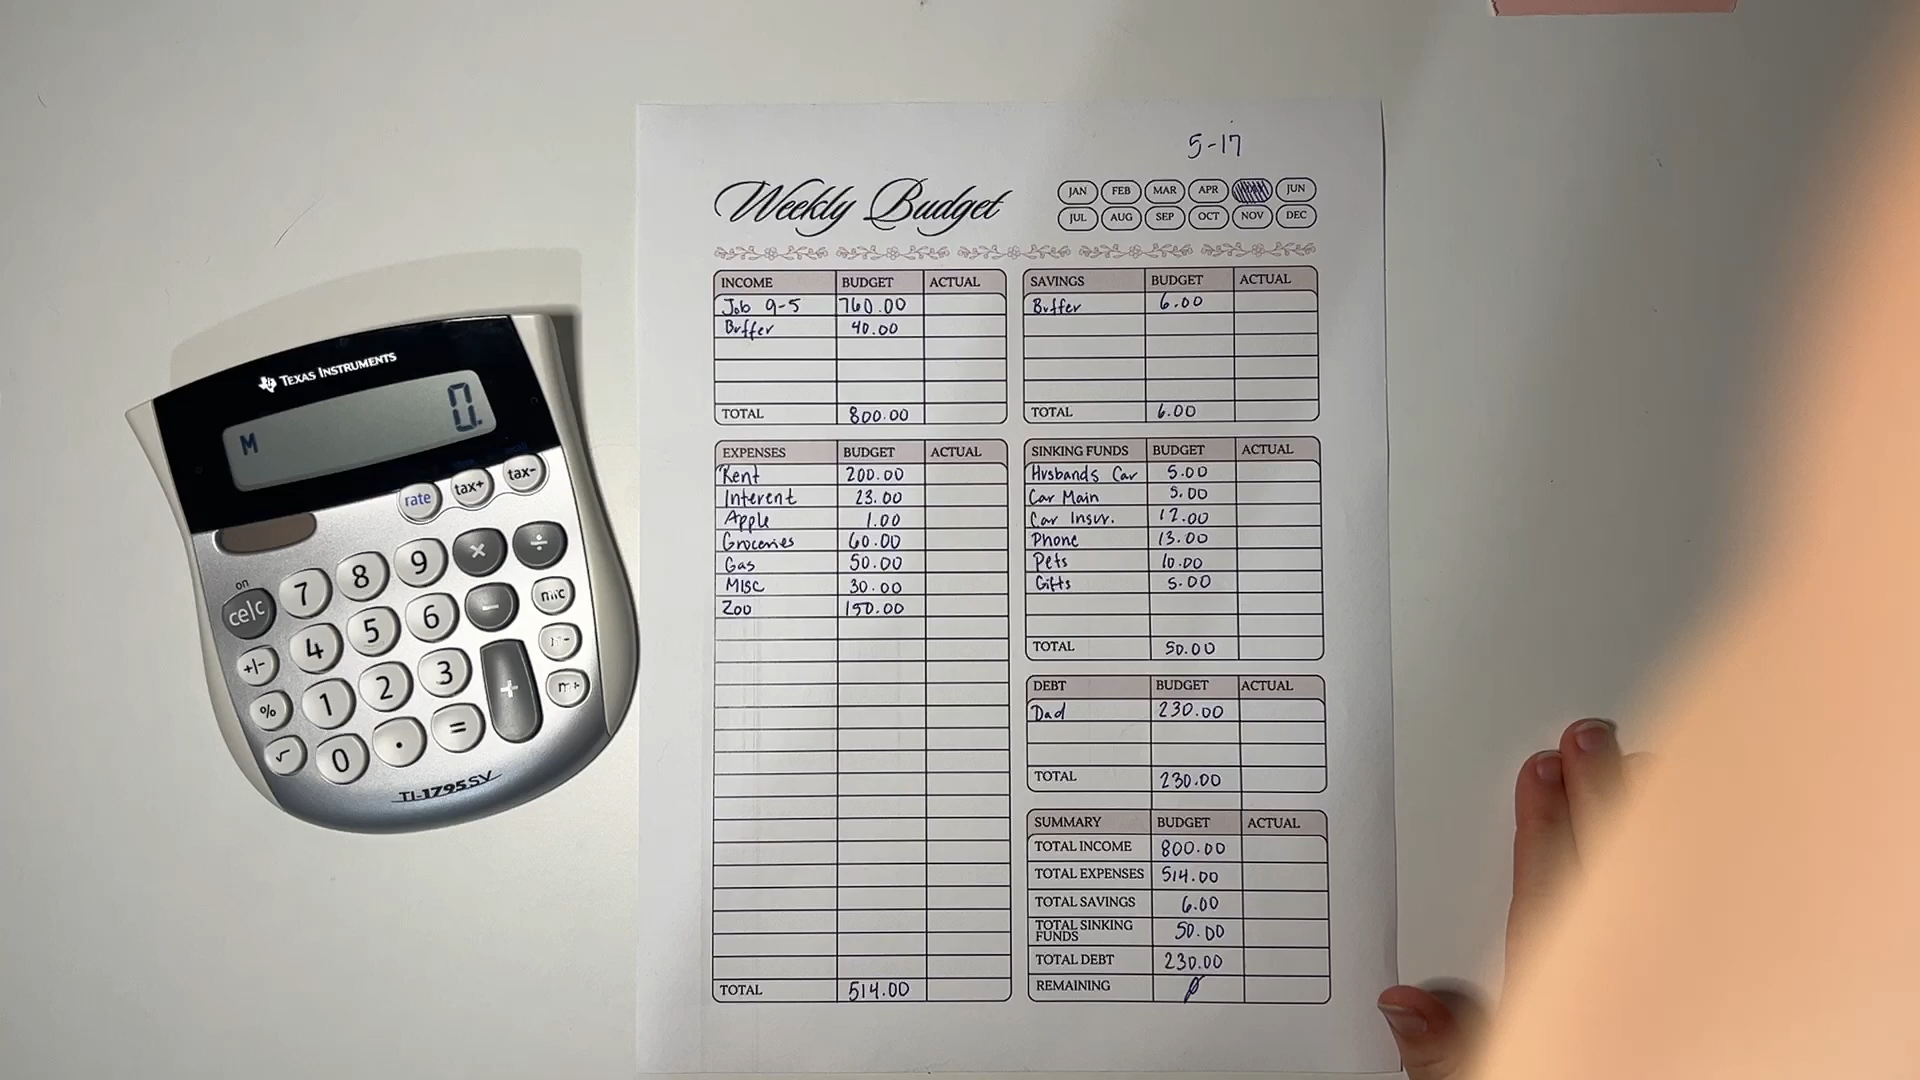 5-17
Weekly Budget
JAN FEB MAR APR JUN
JUL AUG SEP OCT NOV DEC
INCOME BUDGET ACTUAL
Job 9-5 760.00
Buffer 40.00
TOTAL 800.00
SAVINGS BUDGET ACTUAL
Buffer 6.00
TOTAL 6.00
EXPENSES BUDGET ACTUAL
Rent 200.00
Interent 23.00
Apple 1.00
Groceries 60.00
Gas 50.00
MISC 30.00
Zoo 150.00
TOTAL 514.00
SINKING FUNDS BUDGET ACTUAL
Husbands Car 5.00
Car Main 5.00
Car Insur. 12.00
Phone 13.00
Pets 10.00
Gifts 5.00
TOTAL 50.00
DEBT BUDGET ACTUAL
Dad 230.00
TOTAL 230.00
SUMMARY BUDGET ACTUAL
TOTAL INCOME 800.00
TOTAL EXPENSES 514.00
TOTAL SAVINGS 6.00
TOTAL SINKING
FUNDS 50.00
TOTAL DEBT 230.00
REMAINING 0
TEXAS INSTRUMENTS
M 0.
rate tax+ tax-
on
ce/c 7 8 9 × ÷
+/- 4 5 6 − mrc
% 1 2 3 + m-
√ 0 . = m+
TI-1795 SV